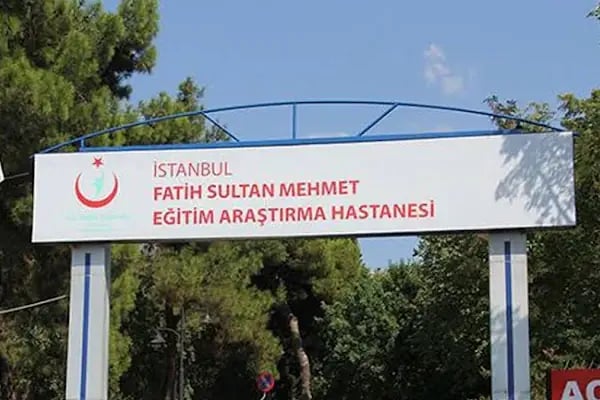 İSTANBUL
FATİH SULTAN MEHMET
EĞİTİM ARAŞTIRMA HASTANESİ